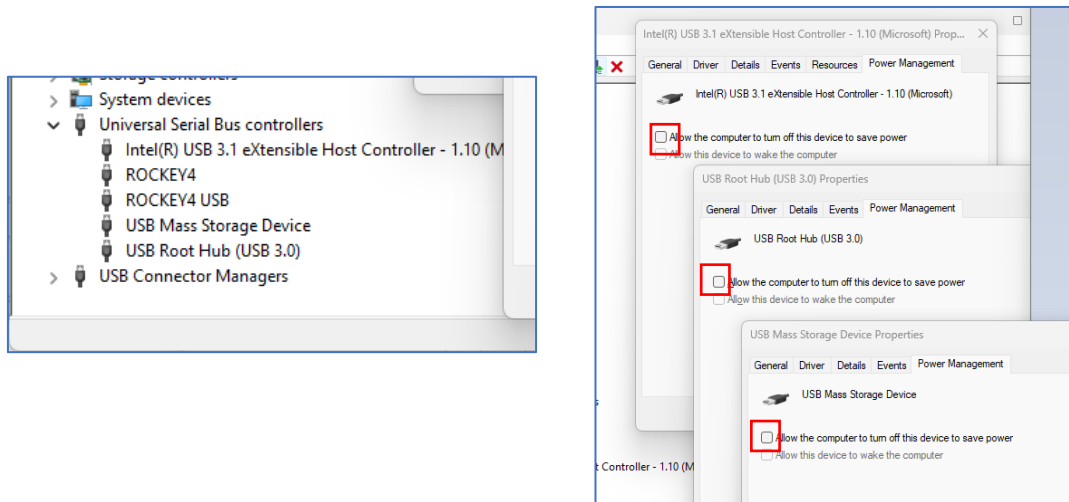 Storage controllers
System devices
Universal Serial Bus controllers
Intel(R) USB 3.1 eXtensible Host Controller - 1.10 (M
ROCKEY4
ROCKEY4 USB
USB Mass Storage Device
USB Root Hub (USB 3.0)
USB Connector Managers
Intel(R) USB 3.1 eXtensible Host Controller - 1.10 (Microsoft) Prop...
General Driver Details Events Resources Power Management
Intel(R) USB 3.1 eXtensible Host Controller - 1.10 (Microsoft)
Allow the computer to turn off this device to save power
Allow this device to wake the computer
USB Root Hub (USB 3.0) Properties
General Driver Details Events Power Management
USB Root Hub (USB 3.0)
Allow the computer to turn off this device to save power
Allow this device to wake the computer
USB Mass Storage Device Properties
General Driver Details Events Power Management
USB Mass Storage Device
Allow the computer to turn off this device to save power
Allow this device to wake the computer
s
t Controller - 1.10 (M